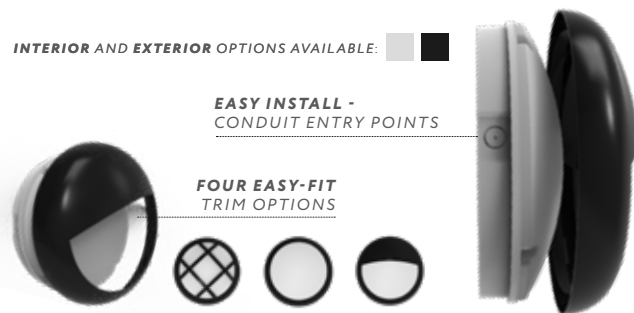 INTERIOR AND EXTERIOR OPTIONS AVAILABLE:
EASY INSTALL -
CONDUIT ENTRY POINTS
FOUR EASY-FIT
TRIM OPTIONS